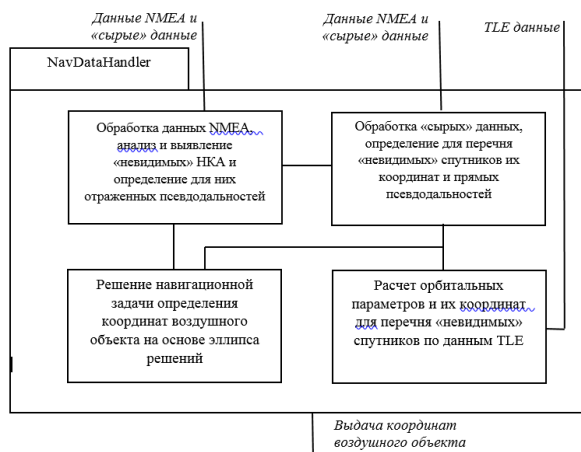 Данные NMEA и
«сырые» данные
Данные NMEA и
«сырые» данные
TLE данные
NavDataHandler
Обработка данных NMEA,
анализ и выявление
«невидимых» НКА и
определение для них
отраженных псевдодальностей
Обработка «сырых» данных,
определение для перечня
«невидимых» спутников их
координат и прямых
псевдодальностей
Решение навигационной
задачи определения
координат воздушного
объекта на основе эллипса
решений
Расчет орбитальных
параметров и их координат
для перечня «невидимых»
спутников по данным TLE
Выдача координат
воздушного объекта